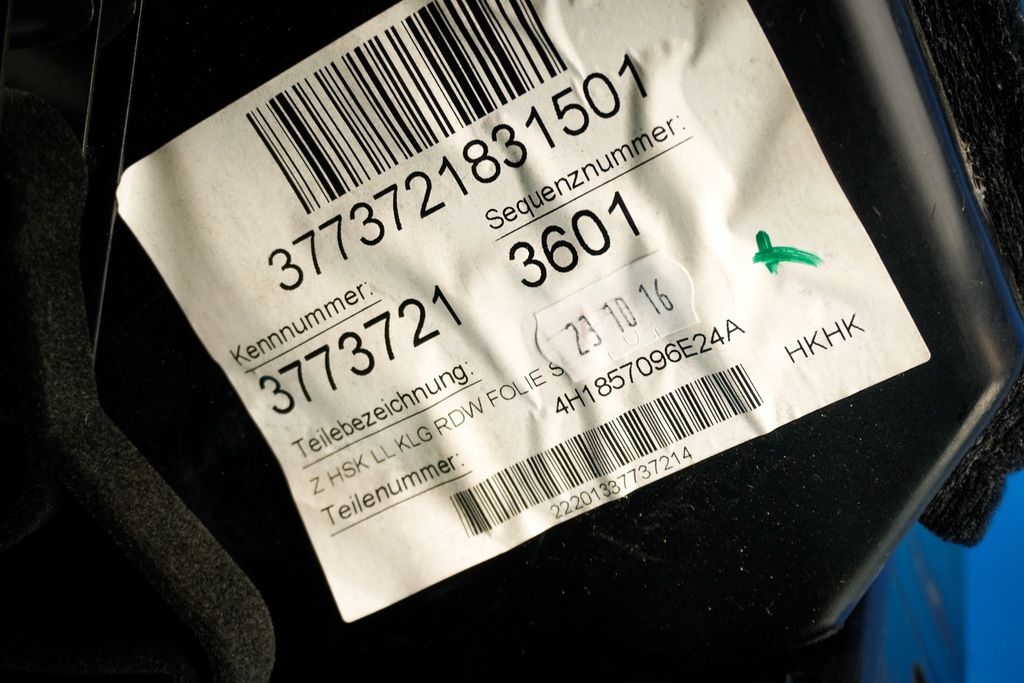 3773721831501
Kennnummer:
Sequenznummer:
3773721
3601
Teilebezeichnung:
23 10 16
Z HSK LL KLG RDW FOLIE S
Teilenummer:
4H1857096E24A
HKHK
22201337737214